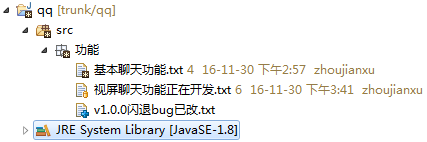 qq [trunk/qq]
src
功能
基本聊天功能.txt 4 16-11-30 下午2:57 zhoujianxu
视屏聊天功能正在开发.txt 6 16-11-30 下午3:41 zhoujianxu
v1.0.0闪退bug已改.txt
JRE System Library [JavaSE-1.8]